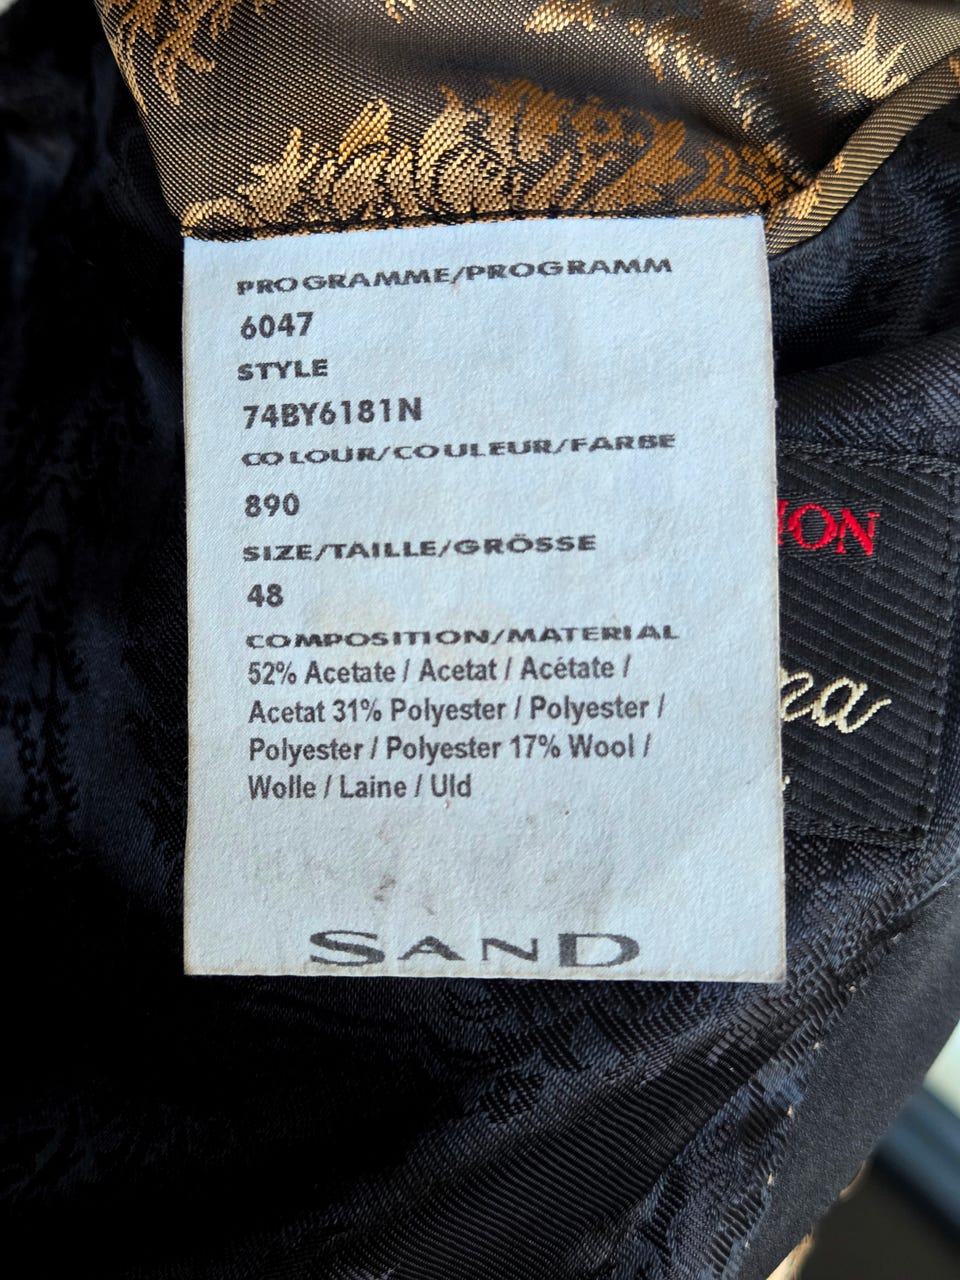 PROGRAMME/PROGRAMM
6047
STYLE
74BY6181N
COLOUR/COULEUR/FARBE
890
SIZE/TAILLE/GRÖSSE
48
COMPOSITION/MATERIAL
52% Acetate / Acetat / Acétate /
Acetat 31% Polyester / Polyester /
Polyester / Polyester 17% Wool /
Wolle / Laine / Uld
SAND